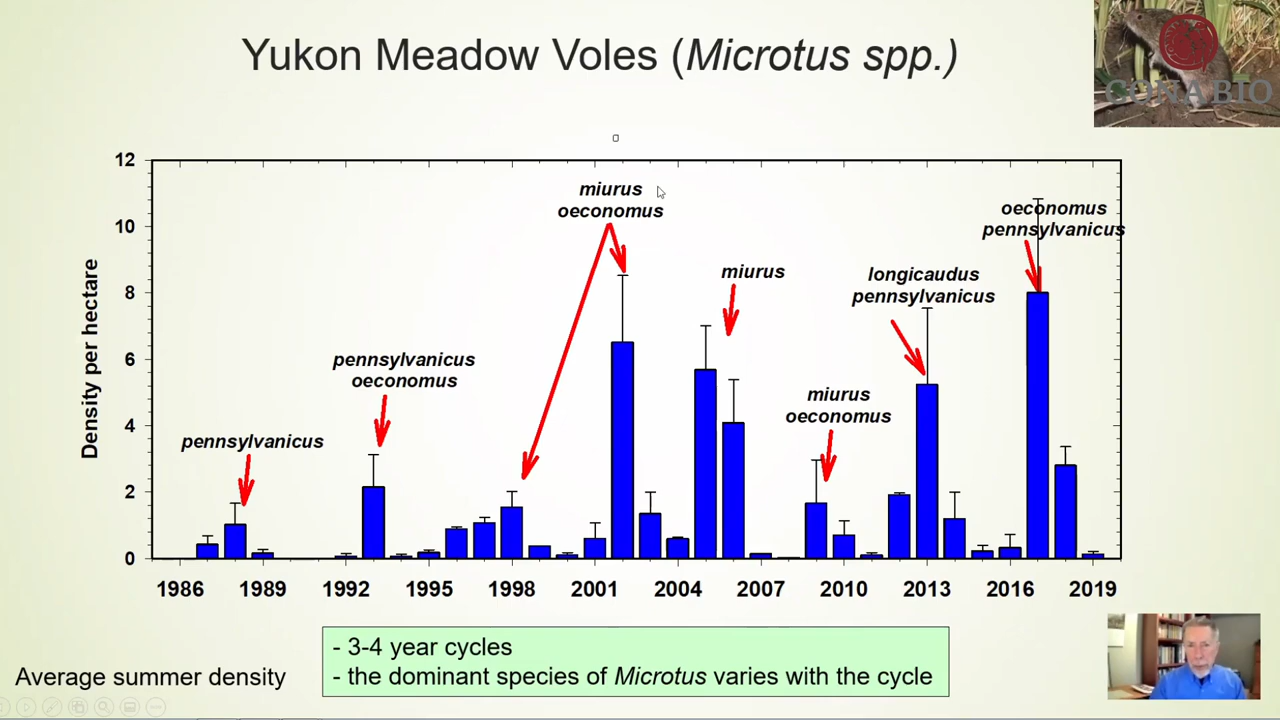 Yukon Meadow Voles (Microtus spp.)
CONABIO
12
10
8
6
4
2
0
Density per hectare
miurus
oeconomus
oeconomus
pennsylvanicus
miurus
longicaudus
pennsylvanicus
pennsylvanicus
oeconomus
miurus
oeconomus
pennsylvanicus
1986 1989 1992 1995 1998 2001 2004 2007 2010 2013 2016 2019
Average summer density
- 3-4 year cycles
- the dominant species of Microtus varies with the cycle